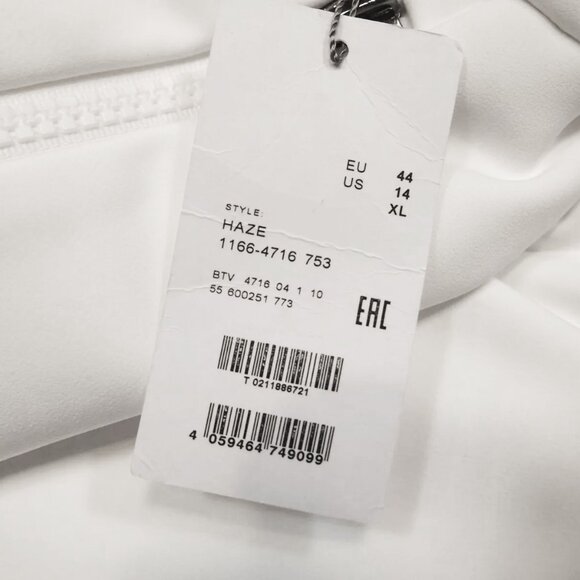 EU 44
US 14
XL
STYLE:
HAZE
1166-4716 753
BTV 4716 04 1 10
55 600251 773
EAC
T 0211886721
4 059464 749099